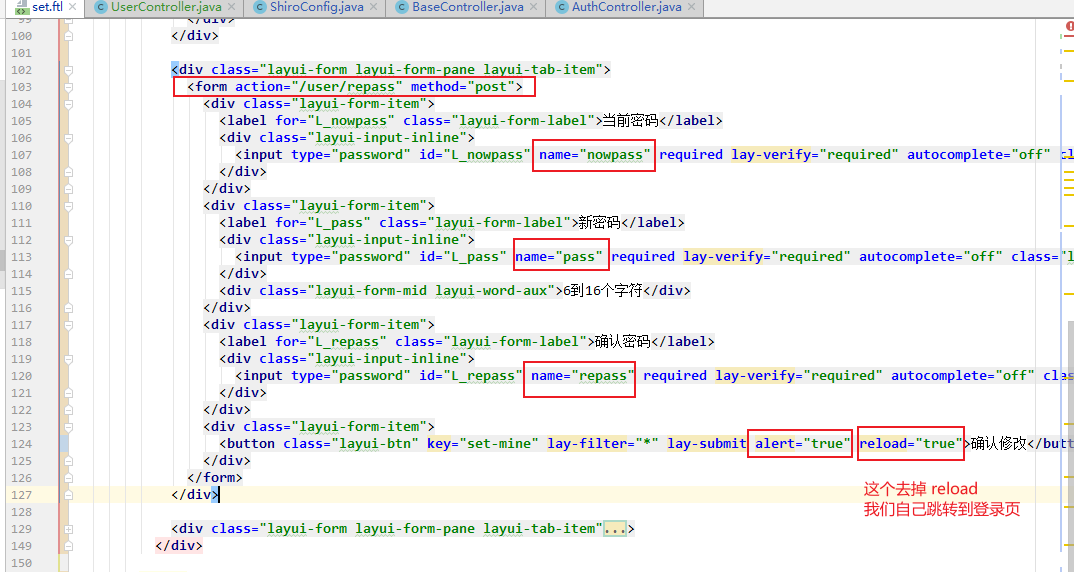 set.ftl UserController.java ShiroConfig.java BaseController.java AuthController.java
100 </div>
101
102 <div class="layui-form layui-form-pane layui-tab-item">
103 <form action="/user/repass" method="post">
104 <div class="layui-form-item">
105 <label for="L_nowpass" class="layui-form-label">当前密码</label>
106 <div class="layui-input-inline">
107 <input type="password" id="L_nowpass" name="nowpass" required lay-verify="required" autocomplete="off"
108 </div>
109 </div>
110 <div class="layui-form-item">
111 <label for="L_pass" class="layui-form-label">新密码</label>
112 <div class="layui-input-inline">
113 <input type="password" id="L_pass" name="pass" required lay-verify="required" autocomplete="off" class="l
114 </div>
115 <div class="layui-form-mid layui-word-aux">6到16个字符</div>
116 </div>
117 <div class="layui-form-item">
118 <label for="L_repass" class="layui-form-label">确认密码</label>
119 <div class="layui-input-inline">
120 <input type="password" id="L_repass" name="repass" required lay-verify="required" autocomplete="off"
121 </div>
122 </div>
123 <div class="layui-form-item">
124 <button class="layui-btn" key="set-mine" lay-filter="*" lay-submit alert="true" reload="true">确认修改</but
125 </div>
126 </form>
127 </div>
这个去掉 reload
我们自己跳转到登录页
128
129 <div class="layui-form layui-form-pane layui-tab-item"...>
149 </div>
150